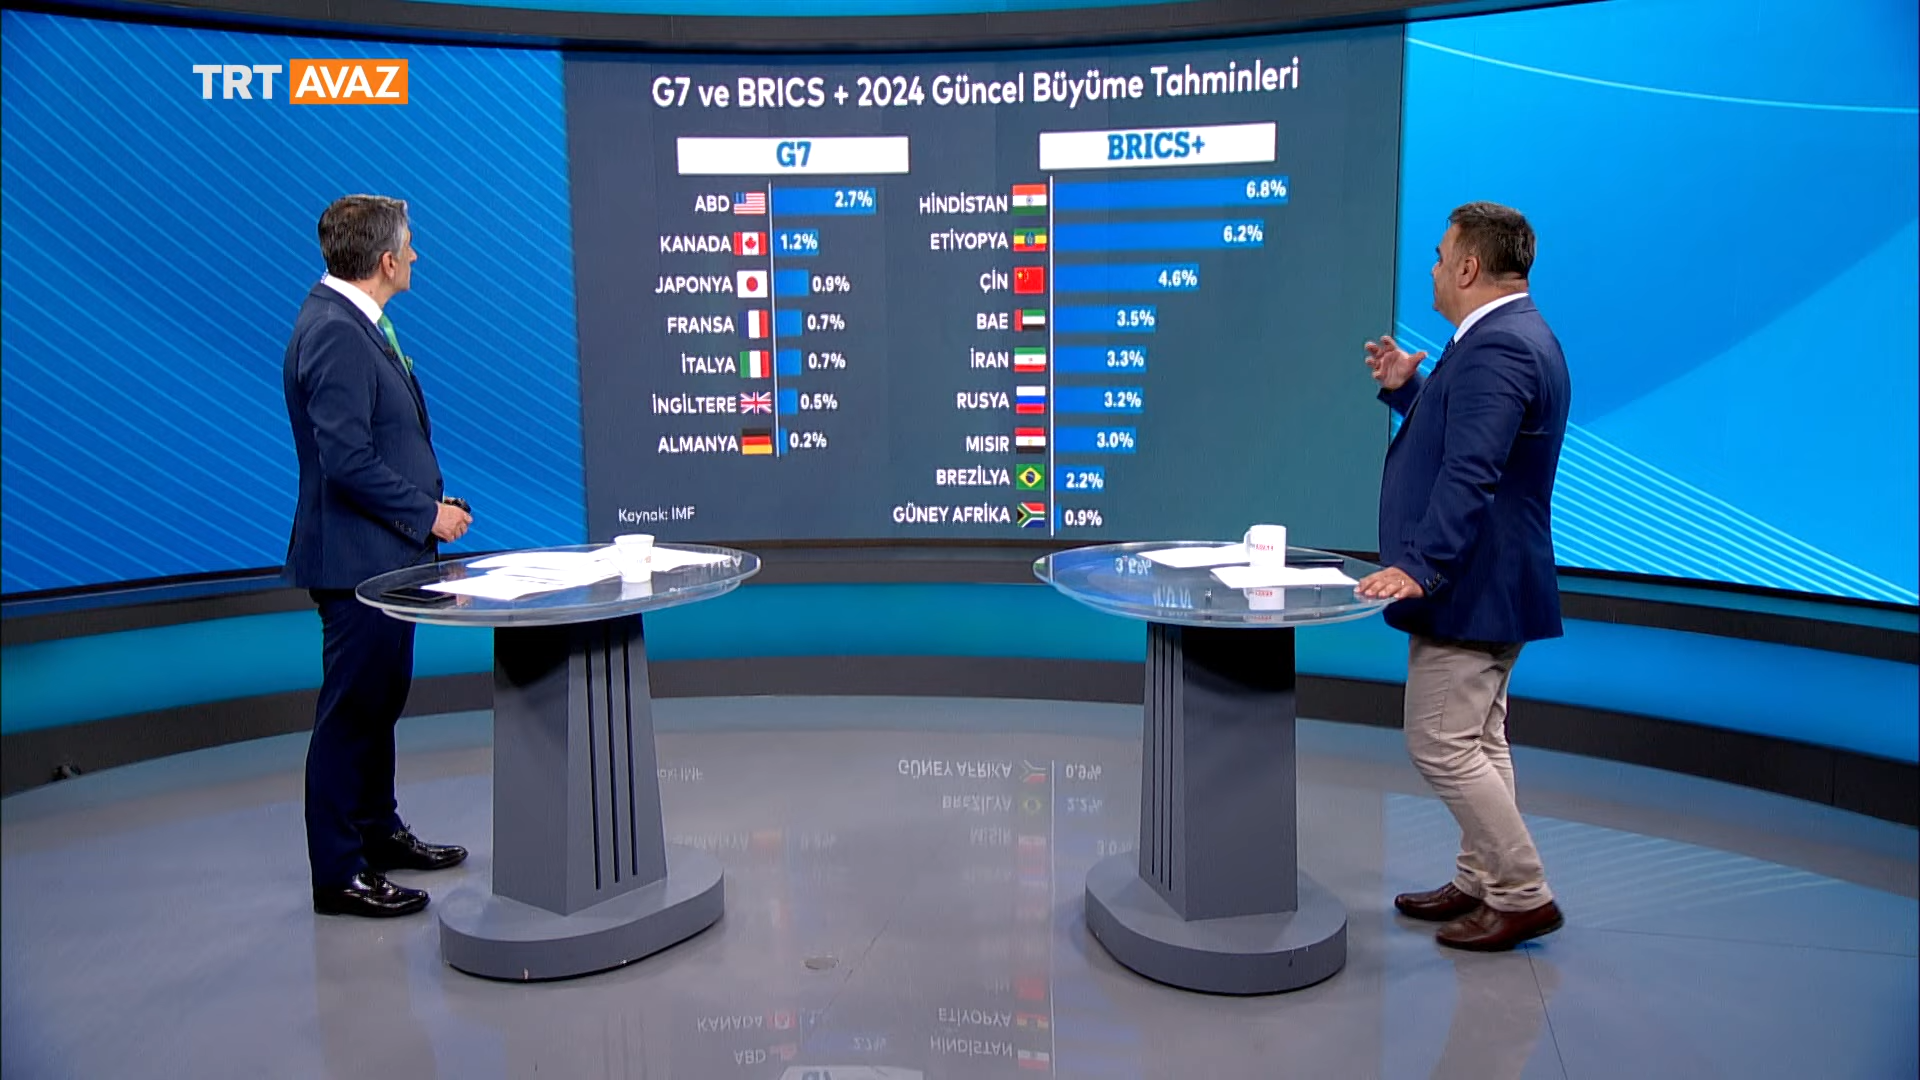 TRT AVAZ
G7 ve BRICS + 2024 Güncel Büyüme Tahminleri
G7
ABD 2.7%
KANADA 1.2%
JAPONYA 0.9%
FRANSA 0.7%
İTALYA 0.7%
İNGİLTERE 0.5%
ALMANYA 0.2%
Kaynak: IMF
BRICS+
HİNDİSTAN 6.8%
ETİYOPYA 6.2%
ÇİN 4.6%
BAE 3.5%
İRAN 3.3%
RUSYA 3.2%
MISIR 3.0%
BREZİLYA 2.2%
GÜNEY AFRİKA 0.9%